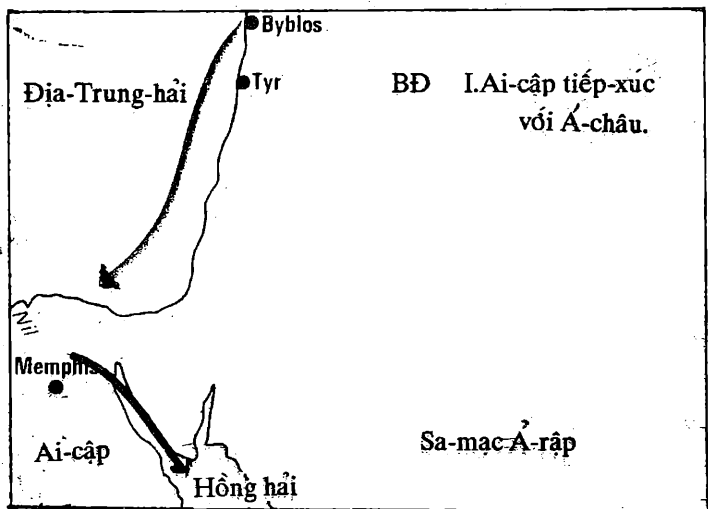 Byblos
Địa-Trung-hải
Tyr
BĐ I.Ai-cập tiếp-xúc
với Á-châu.
Nil
Memphis
Ai-cập
Sa-mạc Ả-rập
Hồng hải